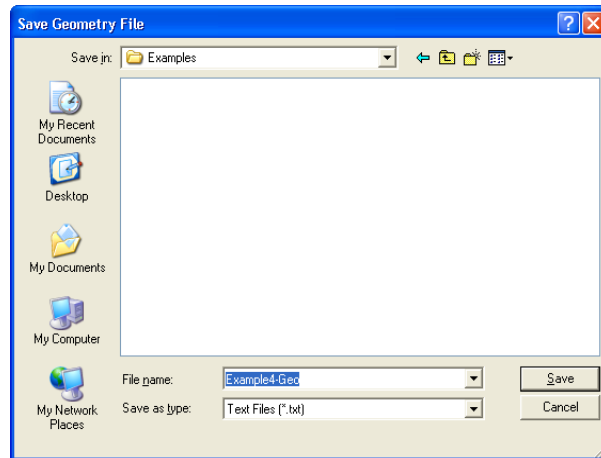 Save Geometry File
Save in: Examples
My Recent
Documents
Desktop
My Documents
My Computer
My Network
Places
File name: Example4-Geo Save
Save as type: Text Files (*.txt) Cancel